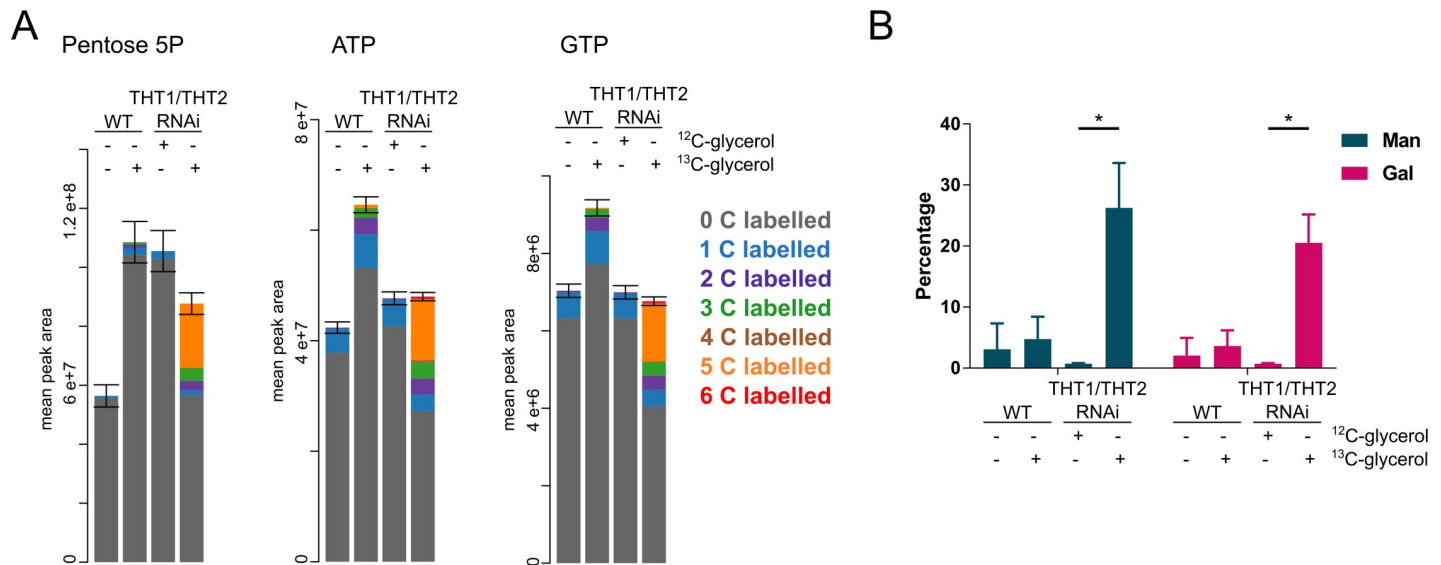 A
B
Pentose 5P
ATP
GTP
THT1/THT2
WT RNAi
- - + -
- + - +
mean peak area
0
6 e+7
1.2 e+8
THT1/THT2
WT RNAi
- - + -
- + - +
mean peak area
0
4 e+7
8 e+7
THT1/THT2
WT RNAi
- - + - ¹²C-glycerol
- + - + ¹³C-glycerol
mean peak area
0
4 e+6
8e+6
0 C labelled
1 C labelled
2 C labelled
3 C labelled
4 C labelled
5 C labelled
6 C labelled
Percentage
40
30
20
10
0
* *
Man
Gal
THT1/THT2 THT1/THT2
WT RNAi WT RNAi
- - + - - - + - ¹²C-glycerol
- + - + - + - + ¹³C-glycerol